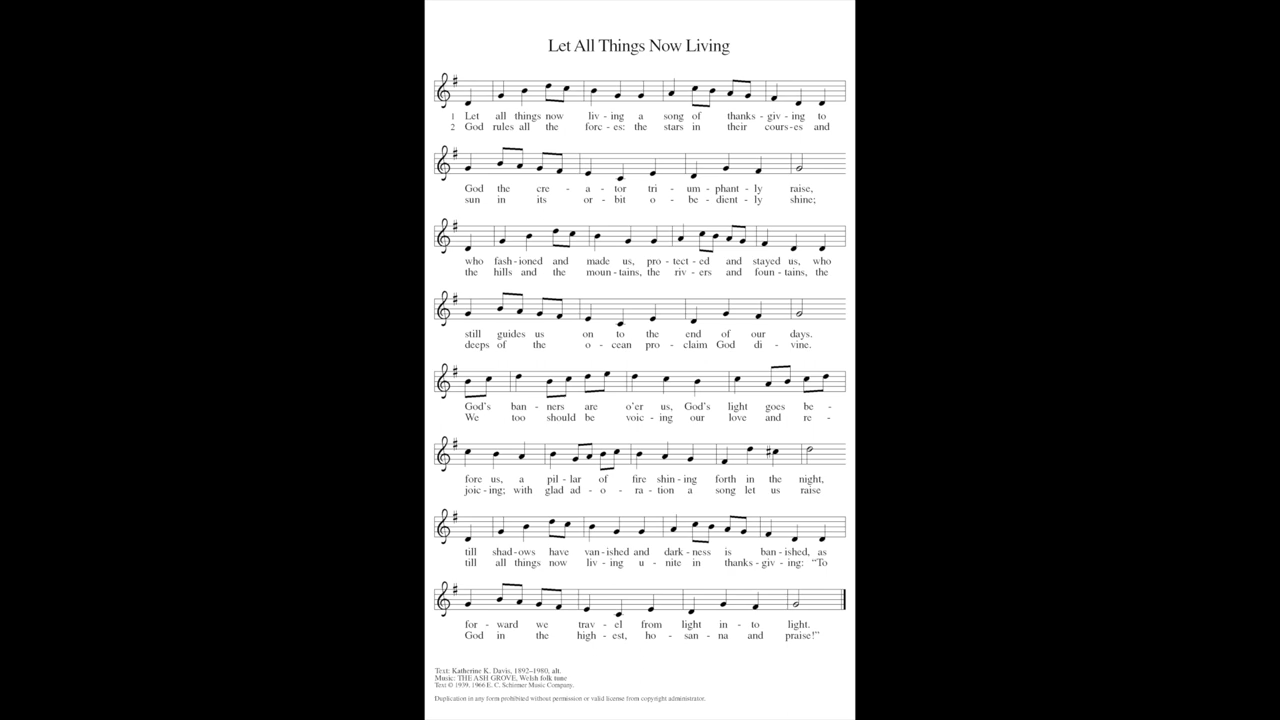 Let All Things Now Living
1 Let all things now liv - ing a song of thanks - giv - ing to
2 God rules all the forc - es: the stars in their cours - es and
God the cre - a - tor tri - um - phant - ly raise,
sun in its or - bit o - be - dient - ly shine;
who fash - ioned and made us, pro - tect - ed and stayed us, who
the hills and the moun - tains, the riv - ers and foun - tains, the
still guides us on to the end of our days.
deeps of the o - cean pro - claim God di - vine.
God's ban - ners are o'er us, God's light goes be -
We too should be voic - ing our love and re -
fore us, a pil - lar of fire shin - ing forth in the night,
joic - ing; with glad ad - o - ra - tion a song let us raise
till shad - ows have van - ished and dark - ness is ban - ished, as
till all things now liv - ing u - nite in thanks - giv - ing: "To
for - ward we trav - el from light in - to light.
God in the high - est, ho - san - na and praise!"
Text: Katherine K. Davis, 1892–1980, alt.
Music: THE ASH GROVE, Welsh folk tune
Text © 1939, 1966 E. C. Schirmer Music Company.
Duplication in any form prohibited without permission or valid license from copyright administrator.